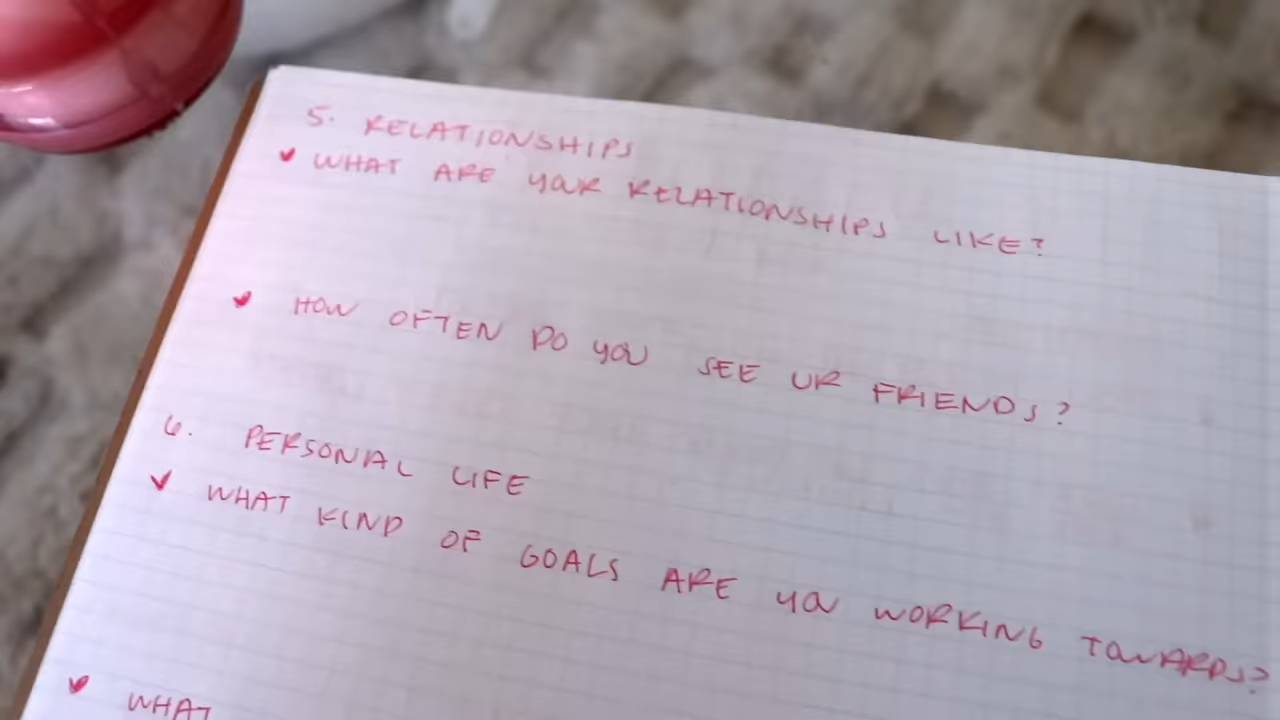 5. RELATIONSHIPS
WHAT ARE YOUR RELATIONSHIPS LIKE?
HOW OFTEN DO YOU SEE UR FRIENDS?
6. PERSONAL LIFE
WHAT KIND OF GOALS ARE YOU WORKING TOWARDS?
WHAT